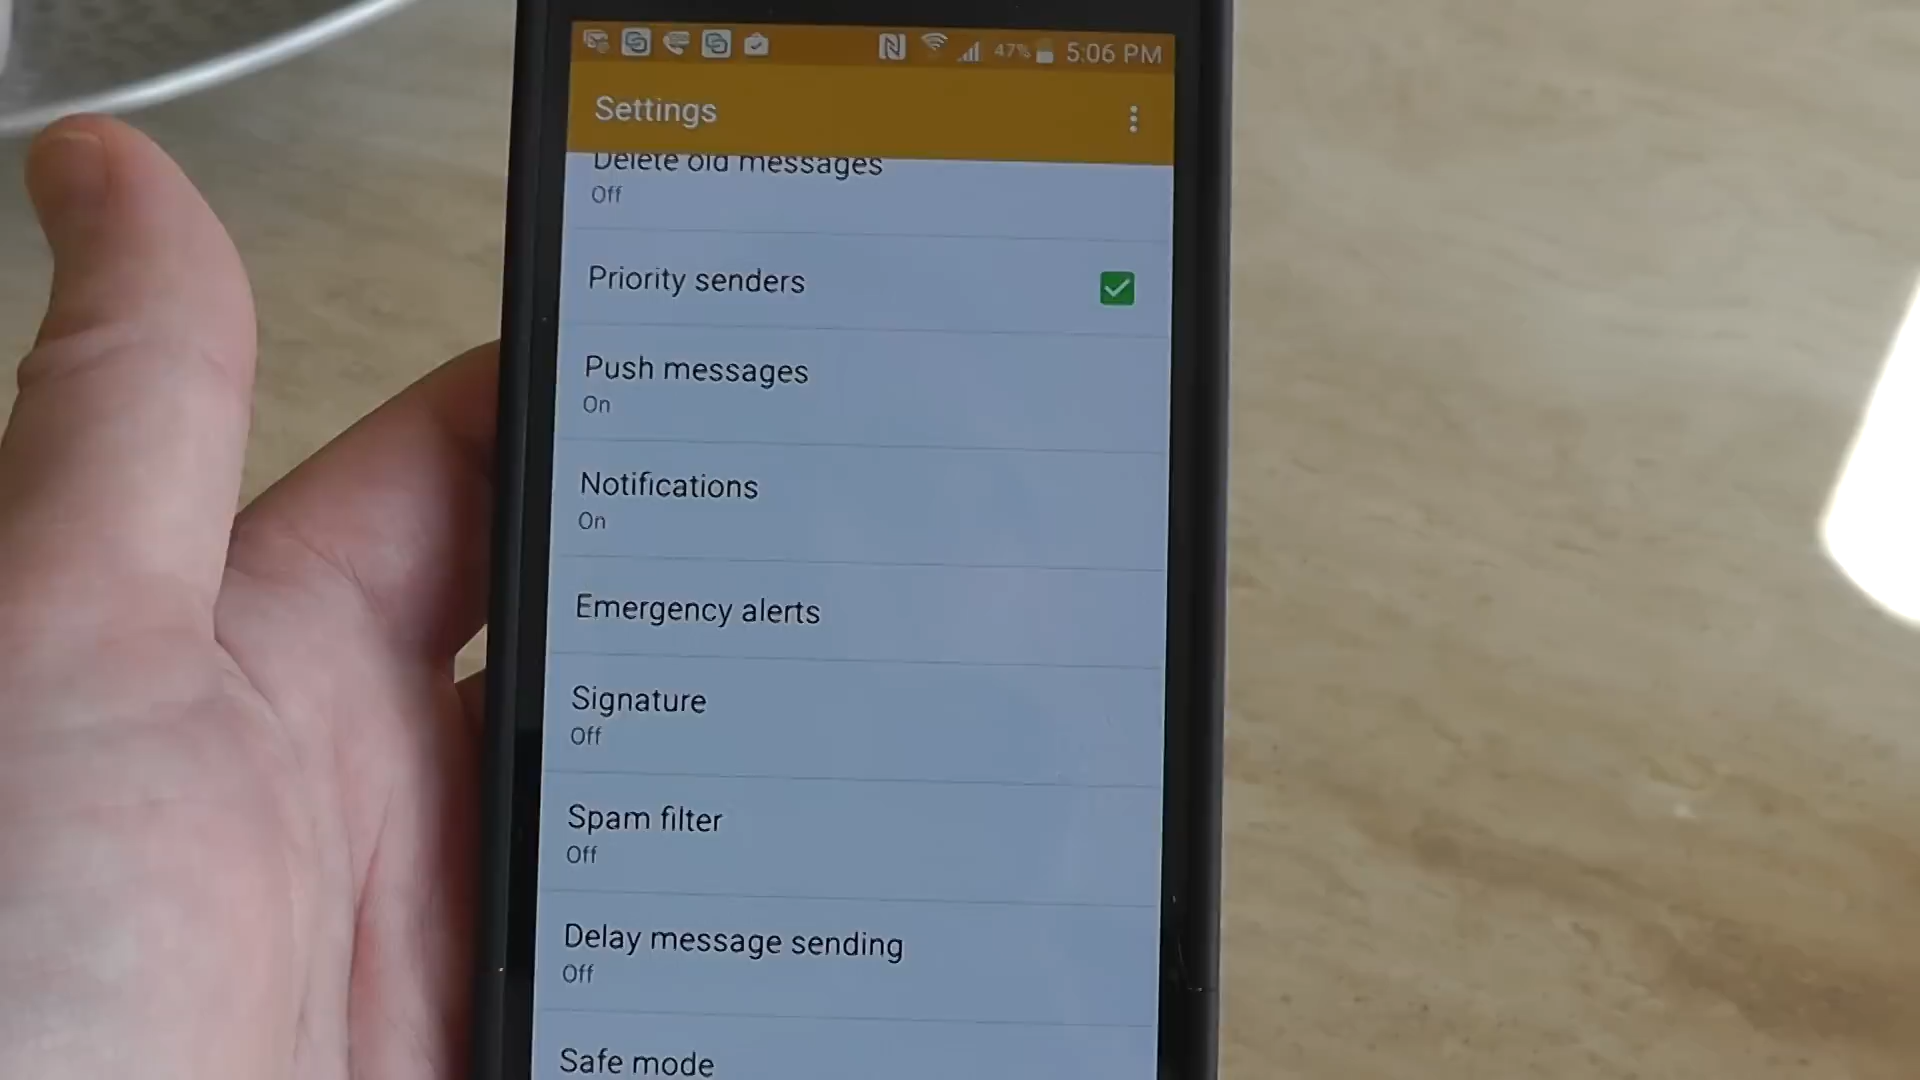 47% 5:06 PM
Settings
Delete old messages
Off
Priority senders
Push messages
On
Notifications
On
Emergency alerts
Signature
Off
Spam filter
Off
Delay message sending
Off
Safe mode